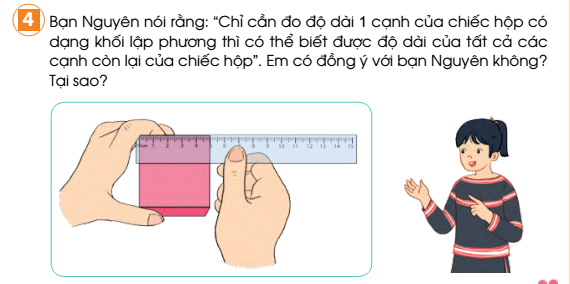 4 Bạn Nguyên nói rằng: “Chỉ cần đo độ dài 1 cạnh của chiếc hộp có
dạng khối lập phương thì có thể biết được độ dài của tất cả các
cạnh còn lại của chiếc hộp”. Em có đồng ý với bạn Nguyên không?
Tại sao?
1 2 3 4 5 6 7 8 9 10 11 12 13 14 15